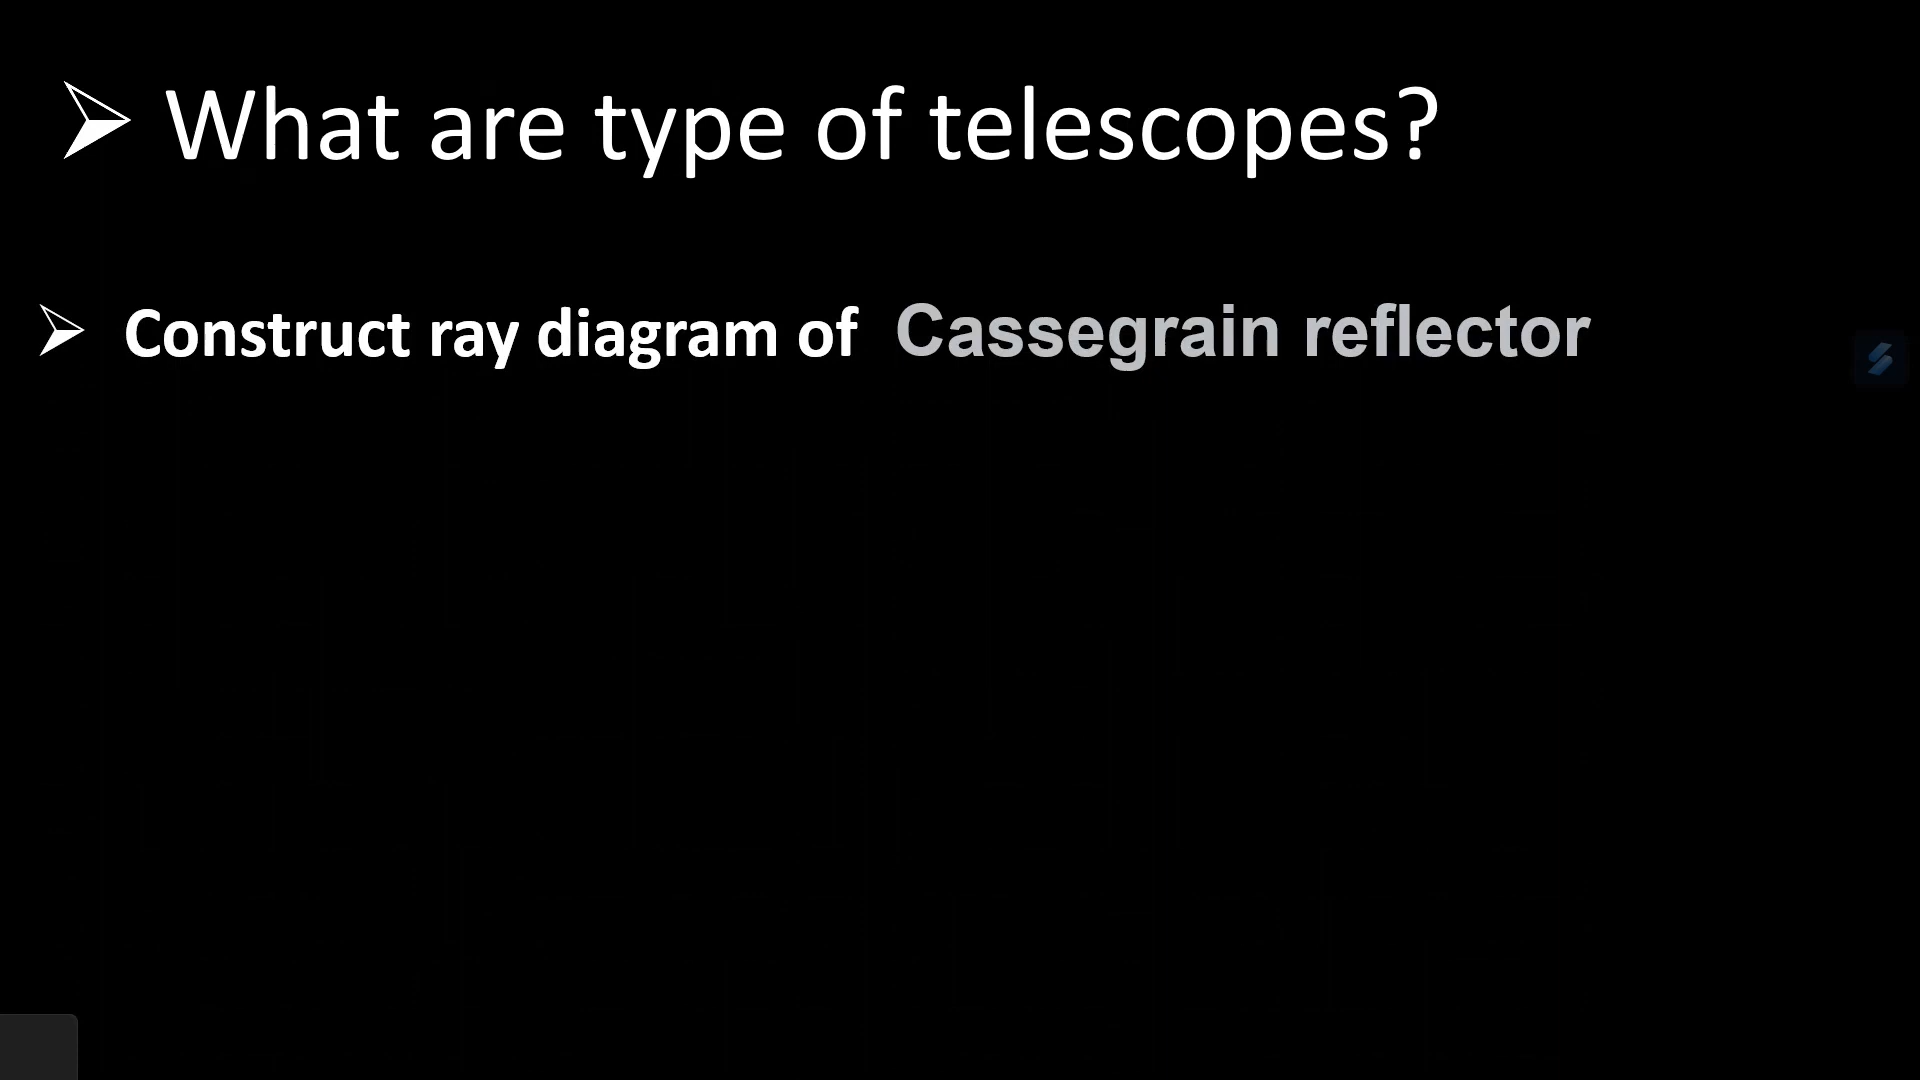 What are type of telescopes?
Construct ray diagram of Cassegrain reflector